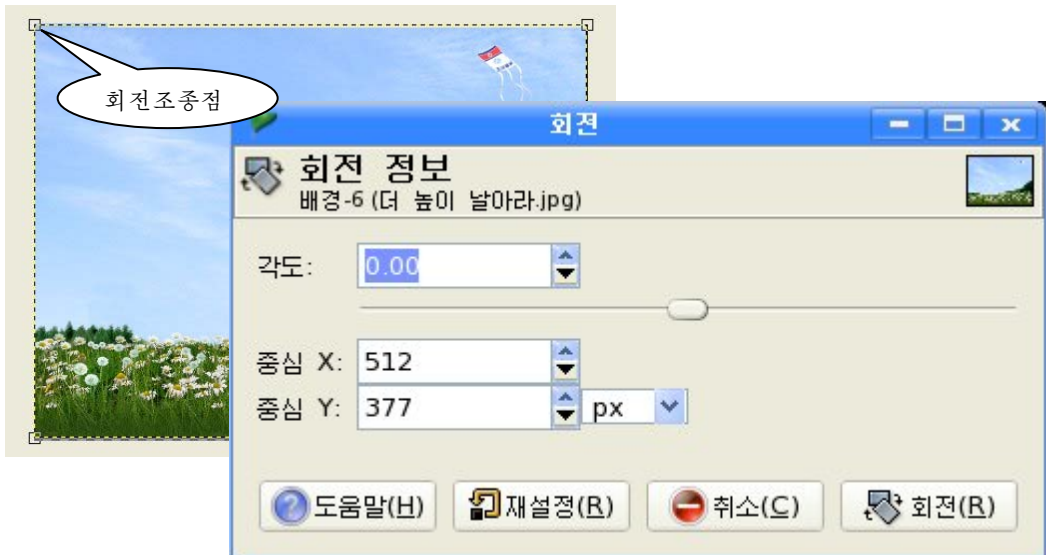 회전조종점
회전
회전 정보
배경-6 (더 높이 날아라.jpg)
각도: 0.00
중심 X: 512
중심 Y: 377 px
도움말(H) 재설정(R) 취소(C) 회전(R)